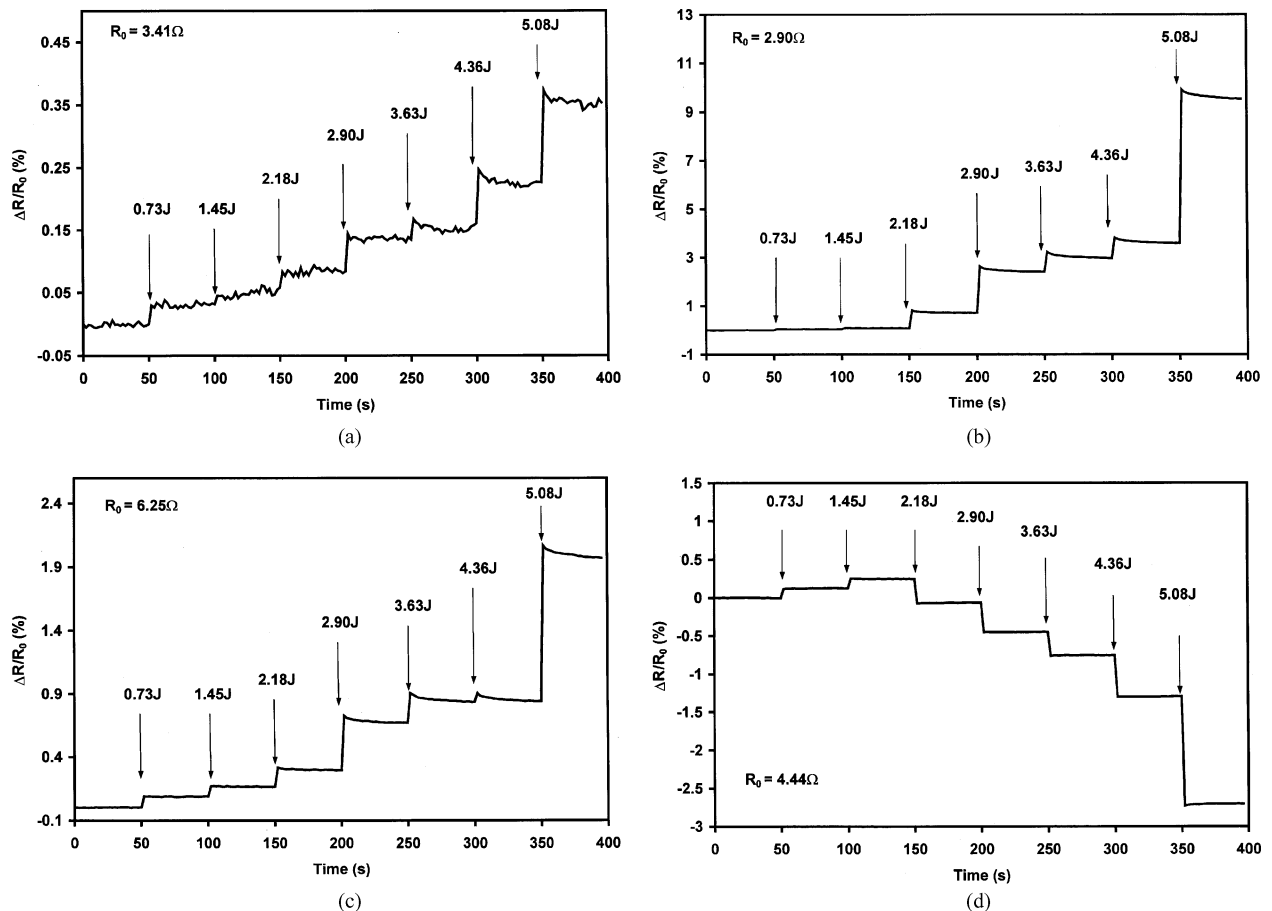 (a)
R₀ = 3.41Ω
0.45
0.35
0.25
0.15
0.05
-0.05
ΔR/R₀ (%)
0.73J
1.45J
2.18J
2.90J
3.63J
4.36J
5.08J
0 50 100 150 200 250 300 350 400
Time (s)
(a)
(b)
R₀ = 2.90Ω
13
11
9
7
5
3
1
-1
ΔR/R₀ (%)
0.73J
1.45J
2.18J
2.90J
3.63J
4.36J
5.08J
0 50 100 150 200 250 300 350 400
Time (s)
(b)
(c)
R₀ = 6.25Ω
2.4
1.9
1.4
0.9
0.4
-0.1
ΔR/R₀ (%)
0.73J
1.45J
2.18J
2.90J
3.63J
4.36J
5.08J
0 50 100 150 200 250 300 350 400
Time (s)
(c)
(d)
1.5
1
0.5
0
-0.5
-1
-1.5
-2
-2.5
-3
ΔR/R₀ (%)
0.73J
1.45J
2.18J
2.90J
3.63J
4.36J
5.08J
R₀ = 4.44Ω
0 50 100 150 200 250 300 350 400
Time (s)
(d)